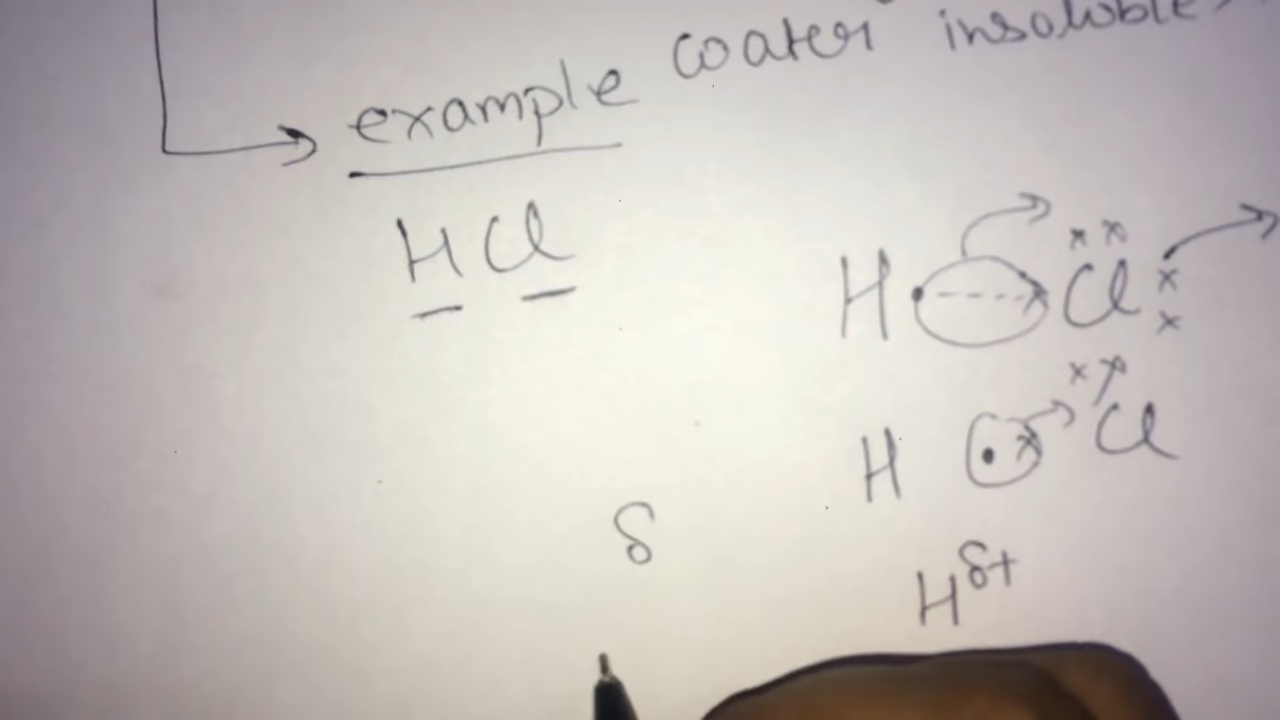 water insoluble
example
HCl
H Cl
H Cl
δ
Hδ+